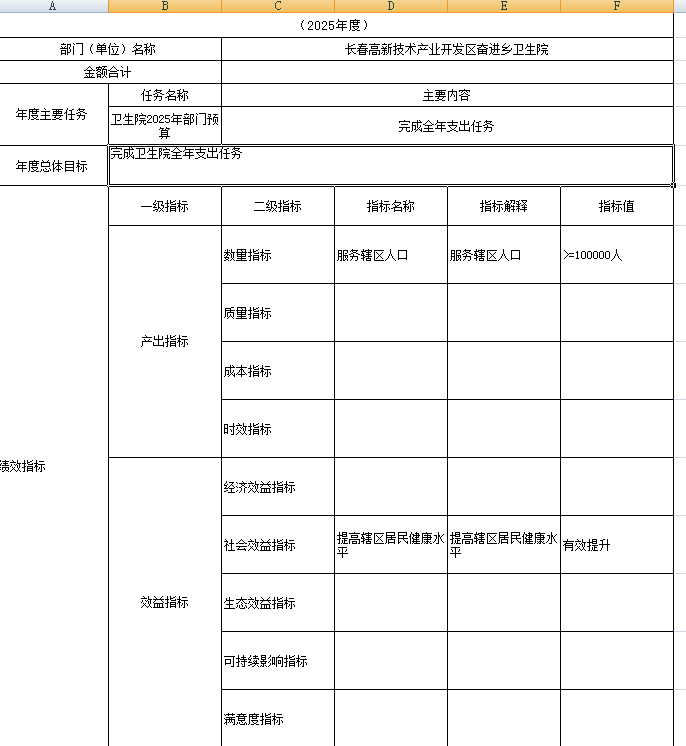 A B C D E F
（2025年度）
部门（单位）名称 长春高新技术产业开发区奋进乡卫生院
金额合计
年度主要任务 任务名称 主要内容
卫生院2025年部门预
算 完成全年支出任务
年度总体目标 完成卫生院全年支出任务
一级指标 二级指标 指标名称 指标解释 指标值
绩效指标
产出指标
数量指标 服务辖区人口 服务辖区人口 >=100000人
质量指标
成本指标
时效指标
效益指标
经济效益指标
社会效益指标 提高辖区居民健康水
平 提高辖区居民健康水
平 有效提升
生态效益指标
可持续影响指标
满意度指标